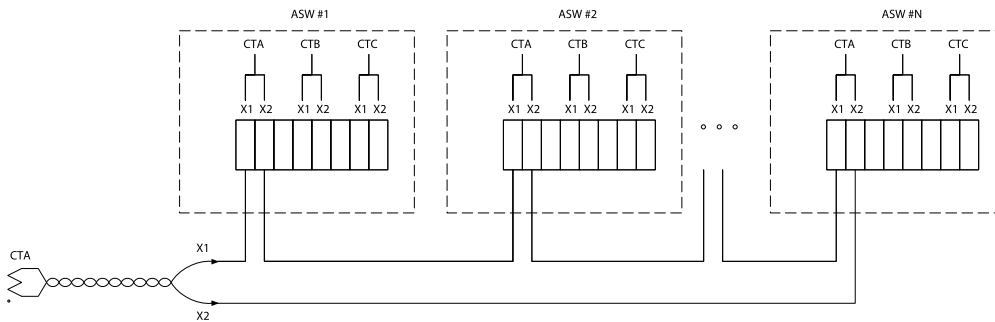 ASW #1 ASW #2 ASW #N
CTA CTB CTC CTA CTB CTC CTA CTB CTC
X1 X2 X1 X2 X1 X2 X1 X2 X1 X2 X1 X2 X1 X2 X1 X2 X1 X2
X1
CTA
X2